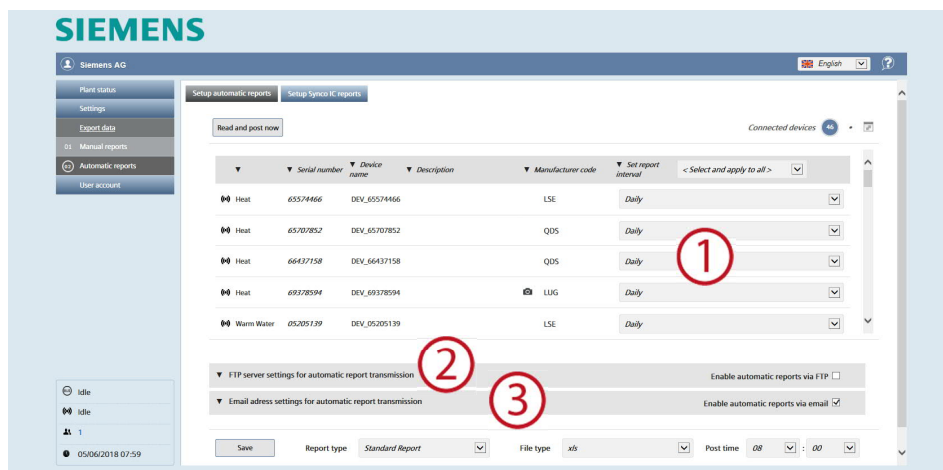 SIEMENS
Siemens AG
English
Plant status
Settings
Export data
01 Manual reports
02 Automatic reports
User account
Setup automatic reports Setup Synco IC reports
Read and post now
Connected devices 46
Serial number Device name Description Manufacturer code Set report interval < Select and apply to all >
Heat 65574466 DEV_65574466 LSE Daily
Heat 65707852 DEV_65707852 QDS Daily
Heat 66437158 DEV_66437158 QDS Daily
Heat 69378594 DEV_69378594 LUG Daily
Warm Water 05205139 DEV_05205139 LSE Daily
1
2
3
FTP server settings for automatic report transmission Enable automatic reports via FTP
Email adress settings for automatic report transmission Enable automatic reports via email
Save Report type Standard Report File type xls Post time 08 : 00
Idle
Idle
1
05/06/2018 07:59